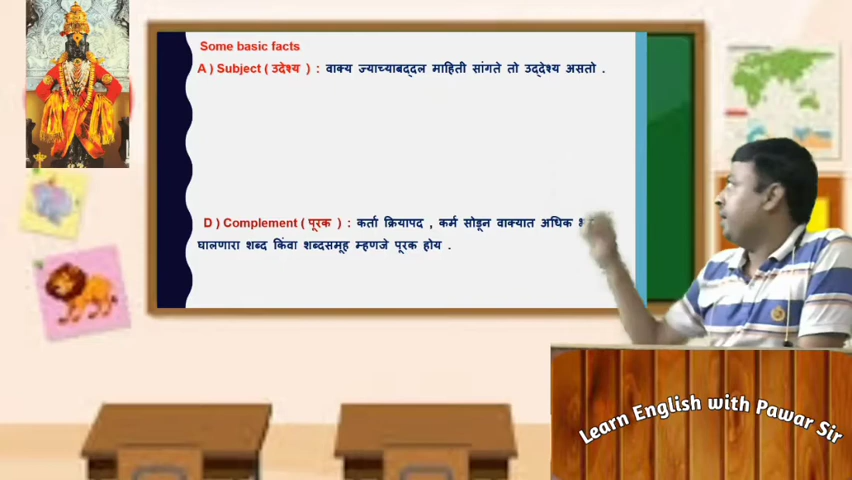 Some basic facts
A ) Subject ( उदेश्य ) : वाक्य ज्याच्याबद्दल माहिती सांगते तो उद्देश्य असतो .
D ) Complement ( पूरक ) : कर्ता क्रियापद , कर्म सोडून वाक्यात अधिक
घालणारा शब्द किंवा शब्दसमूह म्हणजे पूरक होय .
Learn English with Pawar Sir